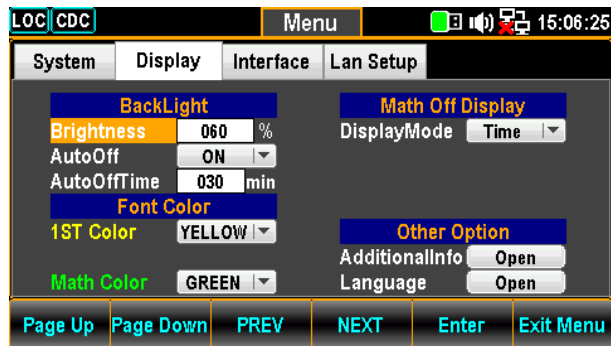 LOC CDC Menu 15:06:25
System Display Interface Lan Setup
BackLight Math Off Display
Brightness 060 % DisplayMode Time
AutoOff ON
AutoOffTime 030 min
Font Color
1ST Color YELLOW Other Option
AdditionalInfo Open
Math Color GREEN Language Open
Page Up Page Down PREV NEXT Enter Exit Menu